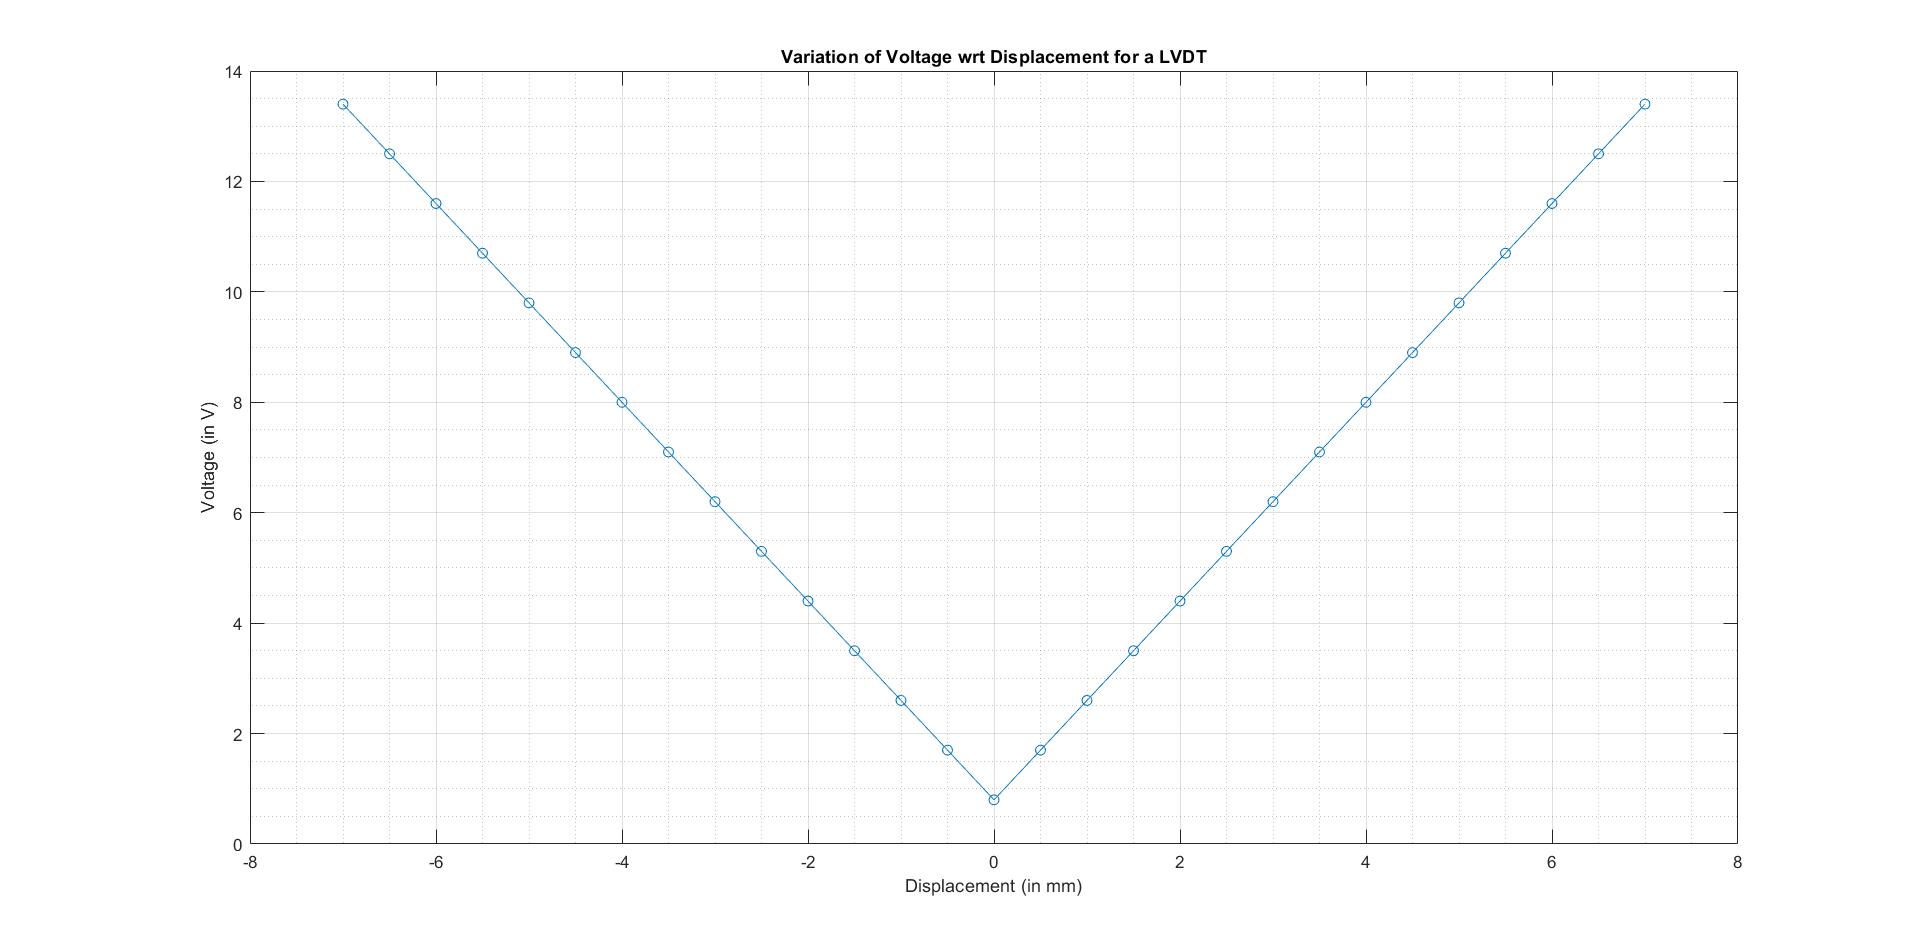 Variation of Voltage wrt Displacement for a LVDT
14
12
10
8
6
4
2
0
Voltage (in V)
-8 -6 -4 -2 0 2 4 6 8
Displacement (in mm)